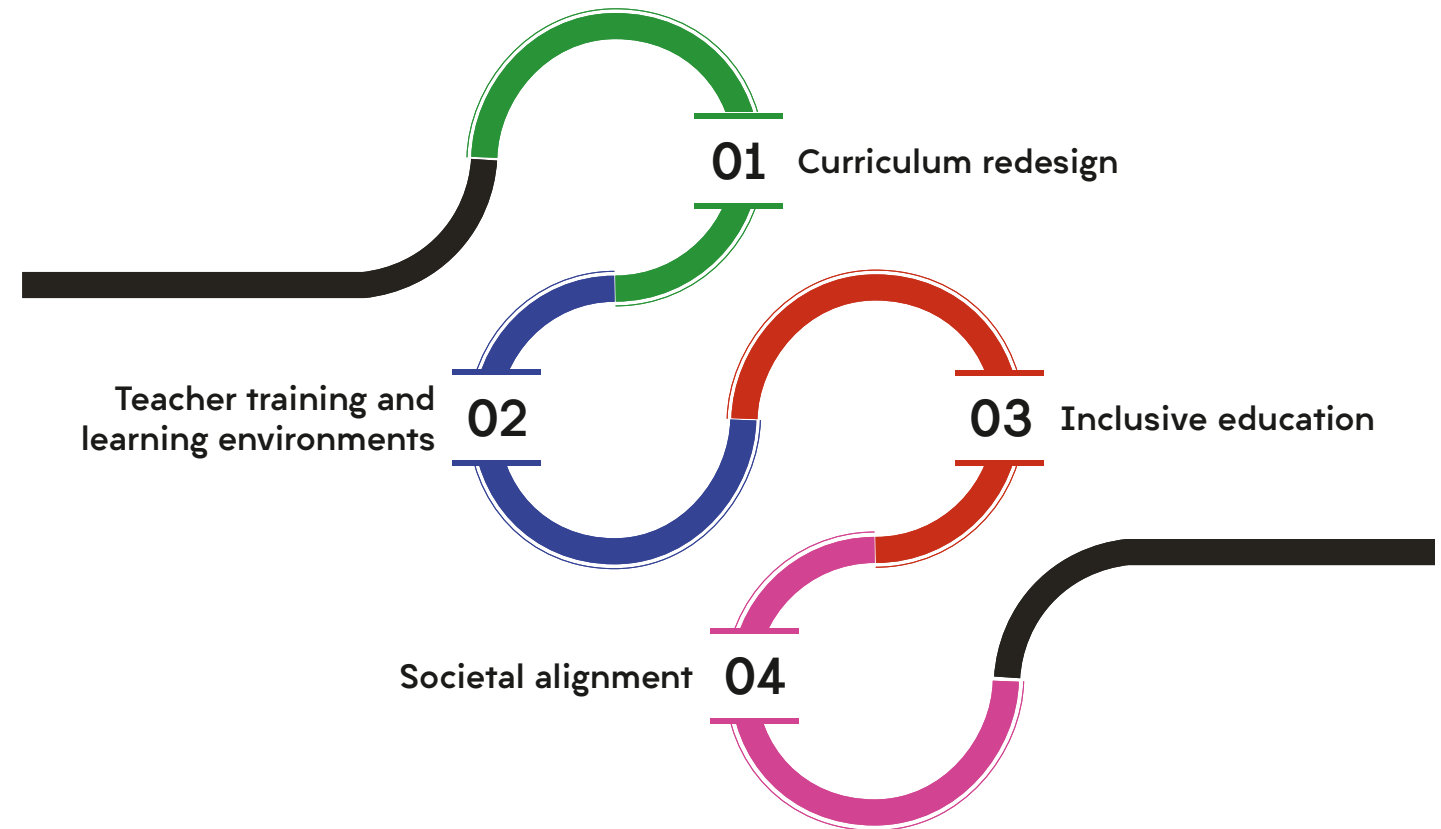 01
Curriculum redesign
Teacher training and
learning environments
02
03
Inclusive education
Societal alignment
04